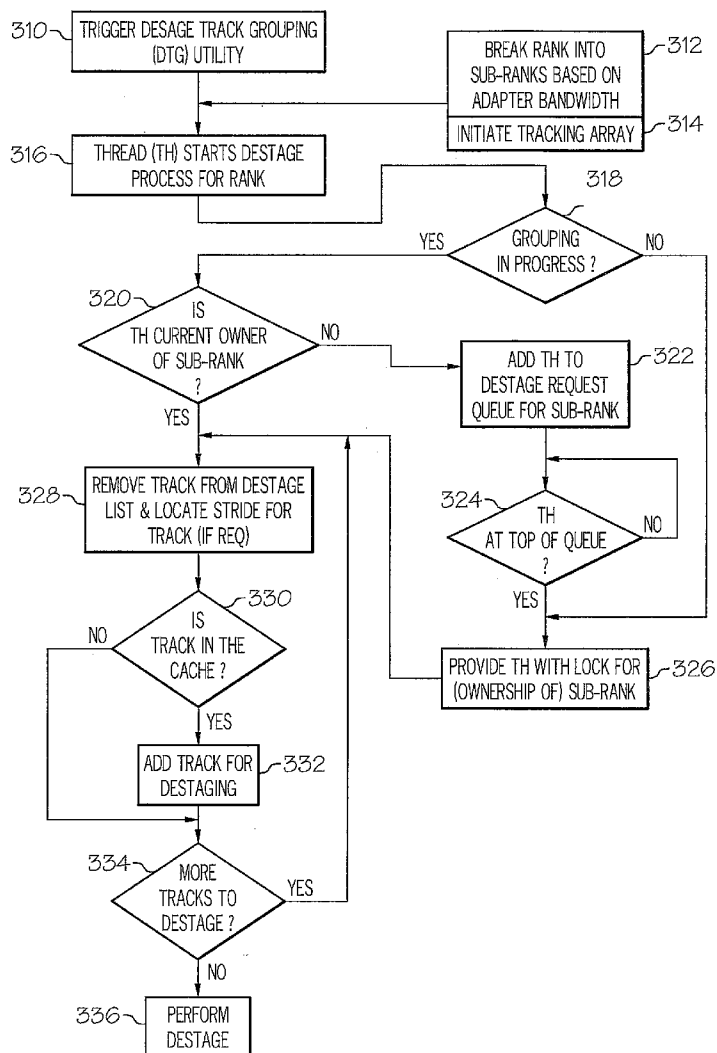 310
TRIGGER DESAGE TRACK GROUPING
(DTG) UTILITY
BREAK RANK INTO
SUB-RANKS BASED ON
ADAPTER BANDWIDTH
312
INITIATE TRACKING ARRAY
314
316
THREAD (TH) STARTS DESTAGE
PROCESS FOR RANK
318
GROUPING
IN PROGRESS ?
YES
NO
320
IS
TH CURRENT OWNER
OF SUB-RANK
?
NO
YES
ADD TH TO
DESTAGE REQUEST
QUEUE FOR SUB-RANK
322
324
TH
AT TOP OF QUEUE
?
NO
YES
PROVIDE TH WITH LOCK FOR
(OWNERSHIP OF) SUB-RANK
326
328
REMOVE TRACK FROM DESTAGE
LIST & LOCATE STRIDE FOR
TRACK (IF REQ)
330
IS
TRACK IN THE
CACHE ?
NO
YES
ADD TRACK FOR
DESTAGING
332
334
MORE
TRACKS TO
DESTAGE ?
YES
NO
336
PERFORM
DESTAGE